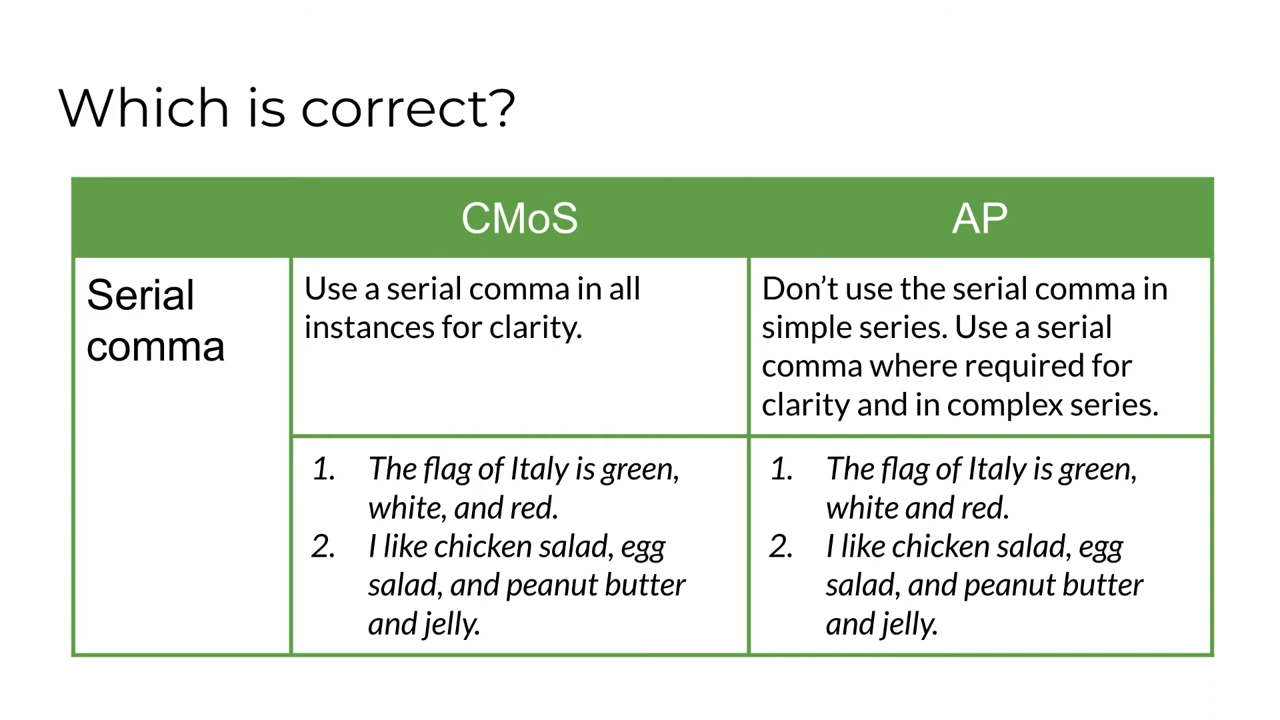 Which is correct?
CMoS
AP
Serial
comma
Use a serial comma in all
instances for clarity.
Don’t use the serial comma in
simple series. Use a serial
comma where required for
clarity and in complex series.
1. The flag of Italy is green,
white, and red.
2. I like chicken salad, egg
salad, and peanut butter
and jelly.
1. The flag of Italy is green,
white and red.
2. I like chicken salad, egg
salad, and peanut butter
and jelly.